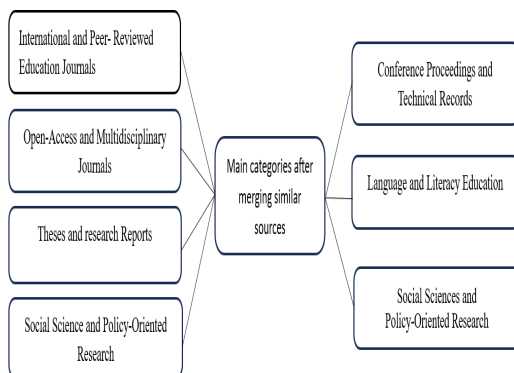 International and Peer- Reviewed
Education Journals
Open-Access and Multidisciplinary
Journals
Theses and research Reports
Social Science and Policy-Oriented
Research
Main categories after
merging similar
sources
Conference Proceedings and
Technical Records
Language and Literacy Education
Social Sciences and
Policy-Oriented Research